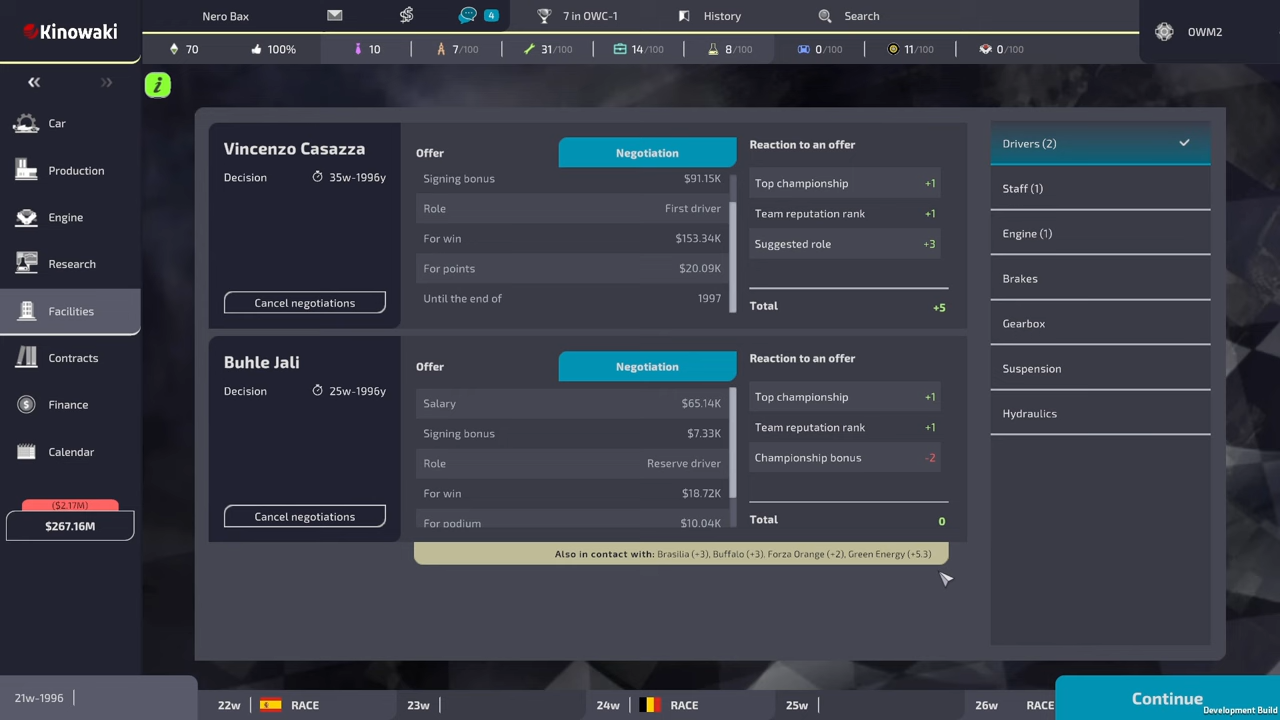 Kinowaki
Nero Bax
4
7 in OWC-1
History
Search
OWM2
70
100%
10
7/100
31/100
14/100
8/100
0/100
11/100
0/100
Car
Production
Engine
Research
Facilities
Contracts
Finance
Calendar
($2.17M)
$267.16M
Vincenzo Casazza
Decision 35w-1996y
Cancel negotiations
Offer
Negotiation
Signing bonus $91.15K
Role First driver
For win $153.34K
For points $20.09K
Until the end of 1997
Reaction to an offer
Top championship +1
Team reputation rank +1
Suggested role +3
Total +5
Buhle Jali
Decision 25w-1996y
Cancel negotiations
Offer
Negotiation
Salary $65.14K
Signing bonus $7.33K
Role Reserve driver
For win $18.72K
For podium $10.04K
Reaction to an offer
Top championship +1
Team reputation rank +1
Championship bonus -2
Total 0
Also in contact with: Brasilia (+3), Buffalo (+3), Forza Orange (+2), Green Energy (+5.3)
Drivers (2)
Staff (1)
Engine (1)
Brakes
Gearbox
Suspension
Hydraulics
21w-1996
22w RACE
23w
24w RACE
25w
26w RACE
Continue
Development Build